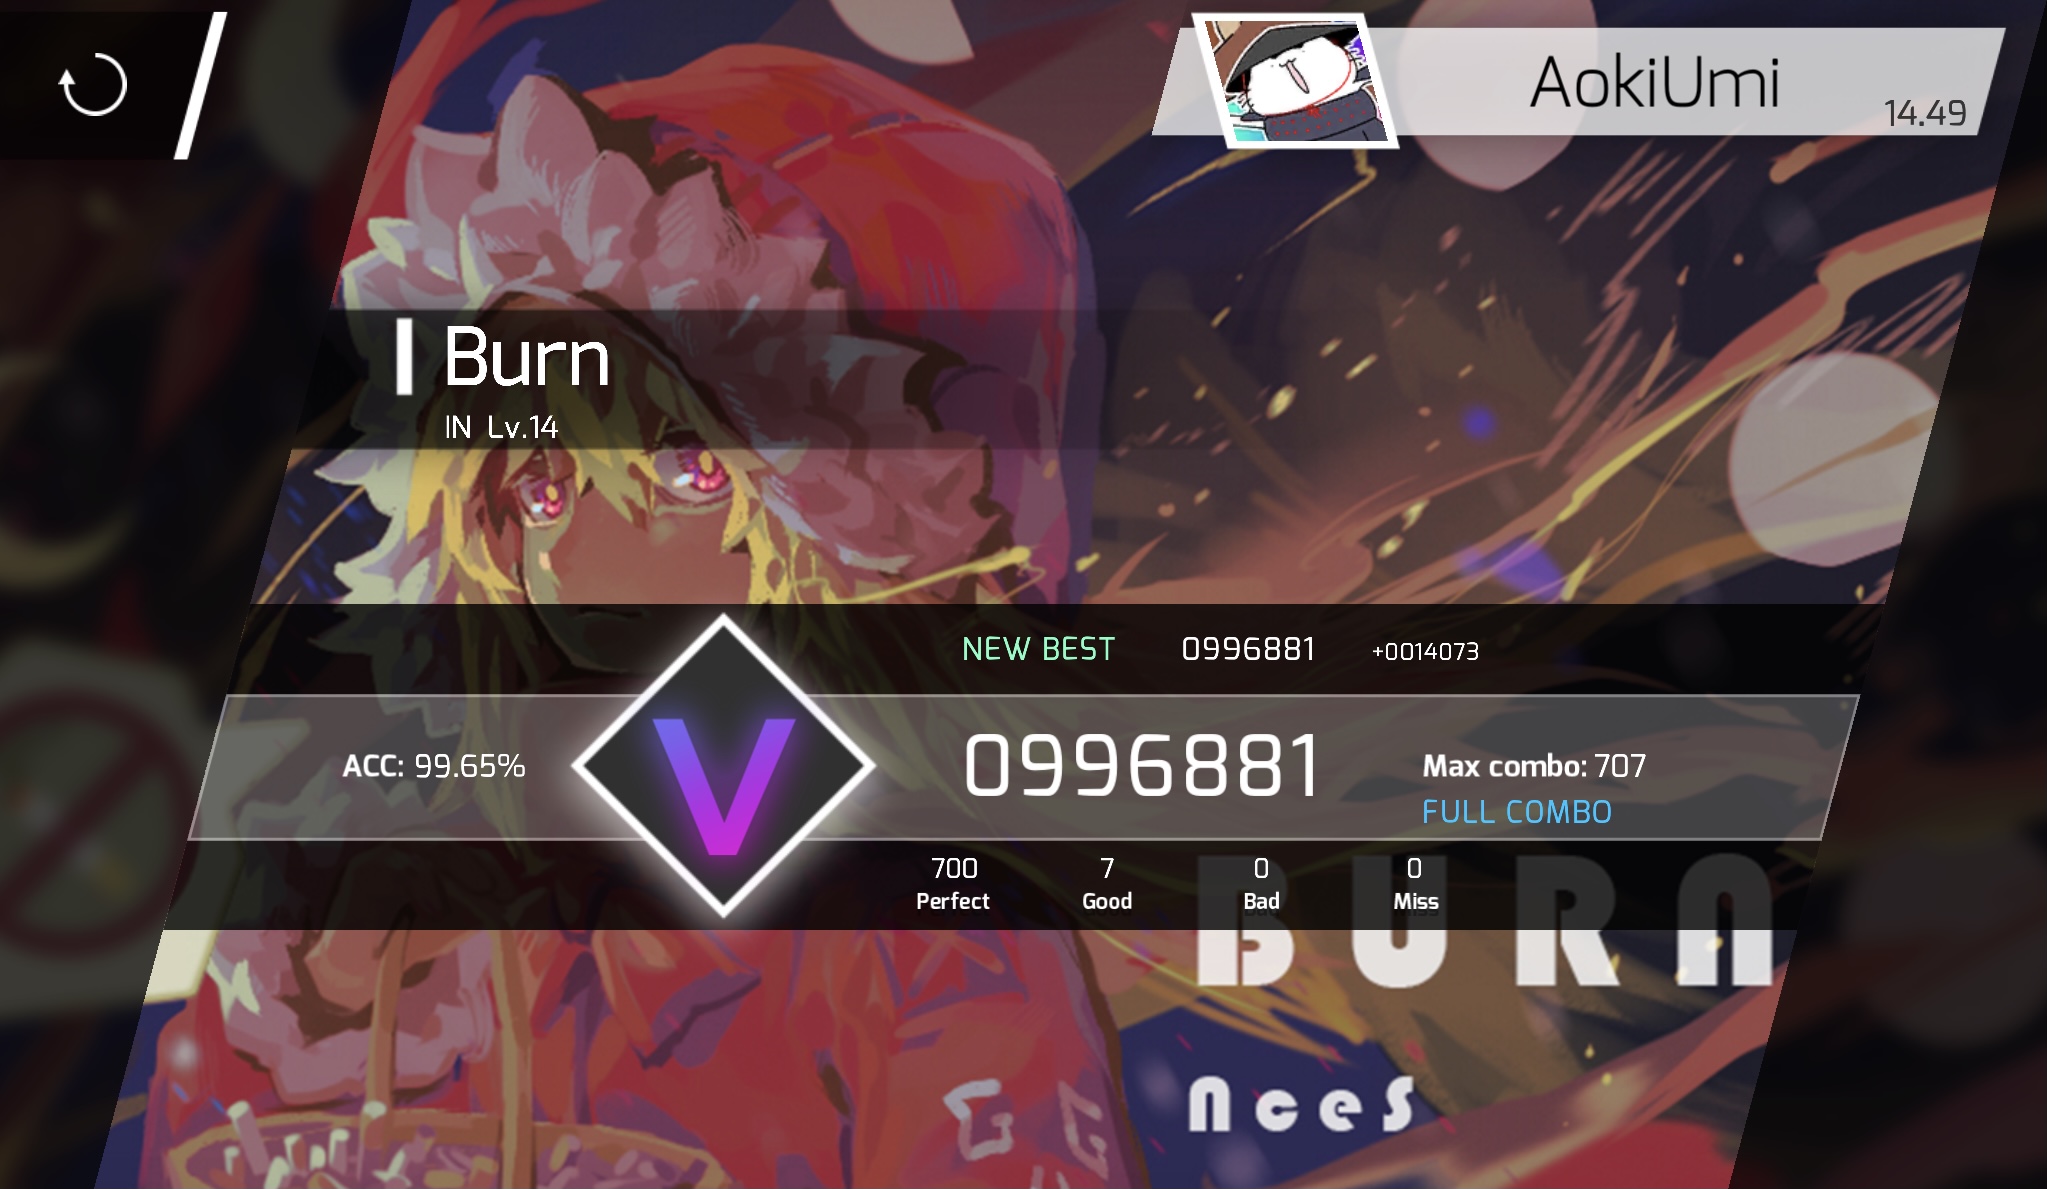 AokiUmi
14.49
Burn
IN Lv.14
NEW BEST 0996881 +0014073
ACC: 99.65%
V
0996881
Max combo: 707
FULL COMBO
700 7 0 0
Perfect Good Bad Miss
BURN
nceS